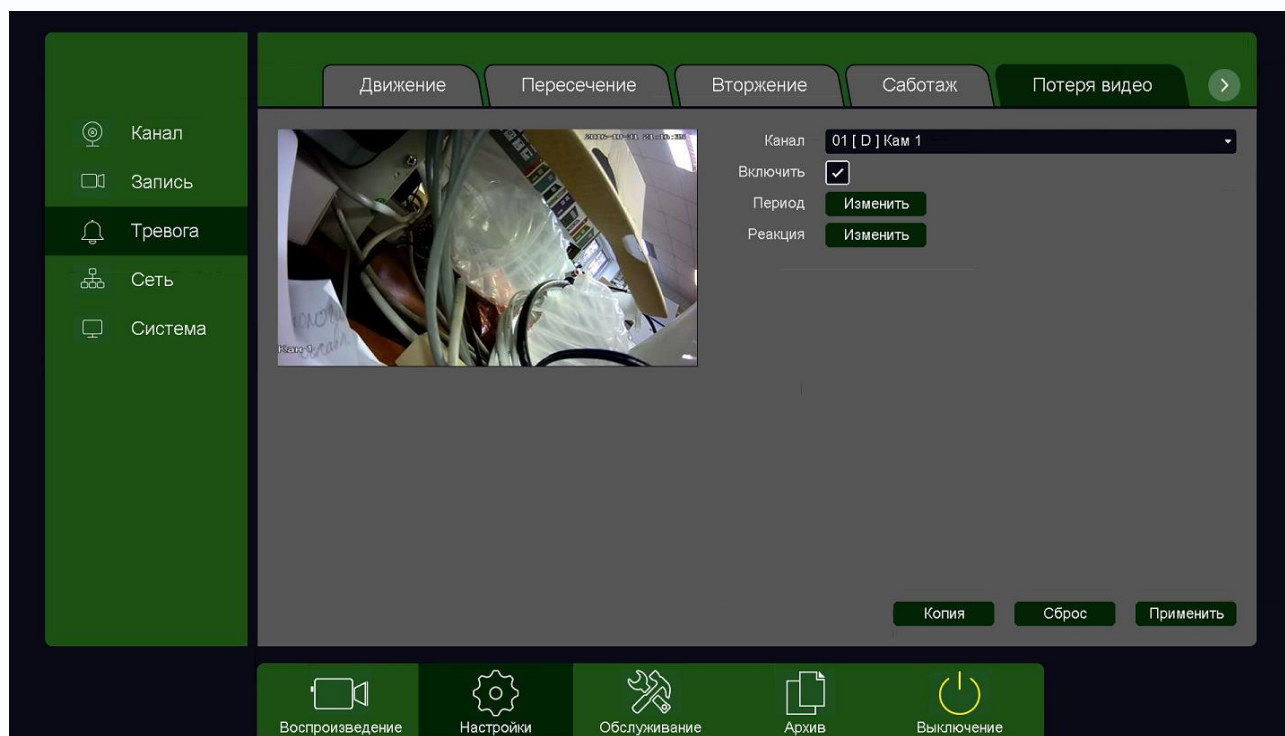 Движение Пересечение Вторжение Саботаж Потеря видео >
Канал
Запись
Тревога
Сеть
Система
Канал 01 [ D ] Кам 1
Включить
Период Изменить
Реакция Изменить
Кам 1
Копия Сброс Применить
Воспроизведение Настройки Обслуживание Архив Выключение